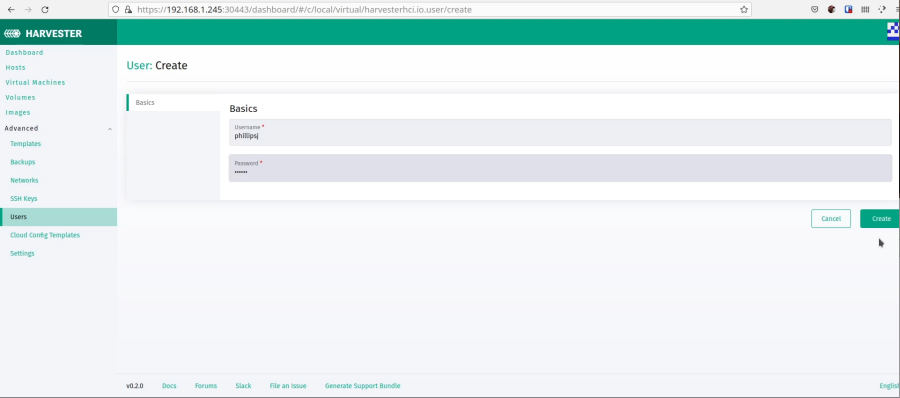 https://192.168.1.245:30443/dashboard/#/c/local/virtual/harvesterhci.io.user/create
HARVESTER
Dashboard
Hosts
Virtual Machines
Volumes
Images
Advanced
Templates
Backups
Networks
SSH Keys
Users
Cloud Config Templates
Settings
User: Create
Basics
Basics
Username *
phillipsj
Password *
••••••
Cancel
Create
v0.2.0 Docs Forums Slack File an Issue Generate Support Bundle English